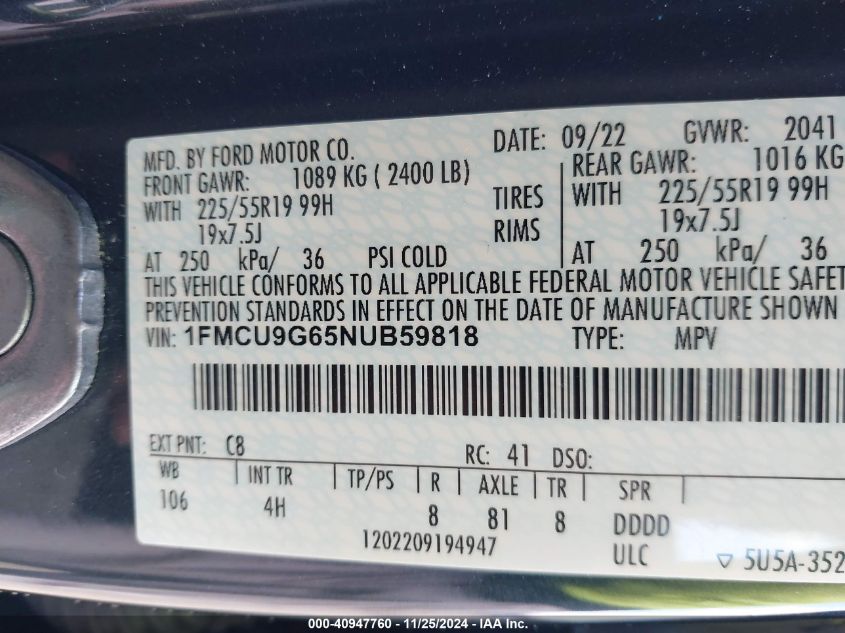 MFD. BY FORD MOTOR CO. DATE: 09/22 GVWR: 2041
FRONT GAWR: 1089 KG ( 2400 LB) REAR GAWR: 1016 KG
WITH 225/55R19 99H TIRES WITH 225/55R19 99H
19x7.5J RIMS 19x7.5J
AT 250 kPa/ 36 PSI COLD AT 250 kPa/ 36
THIS VEHICLE CONFORMS TO ALL APPLICABLE FEDERAL MOTOR VEHICLE SAFET
PREVENTION STANDARDS IN EFFECT ON THE DATE OF MANUFACTURE SHOWN
VIN: 1FMCU9G65NUB59818 TYPE: MPV
EXT PNT: C8 RC: 41 DSO:
WB INT TR TP/PS R AXLE TR SPR
106 4H 8 81 8 DDDD
1202209194947 ULC ▽ 5U5A-352
000-40947760 - 11/25/2024 - IAA Inc.